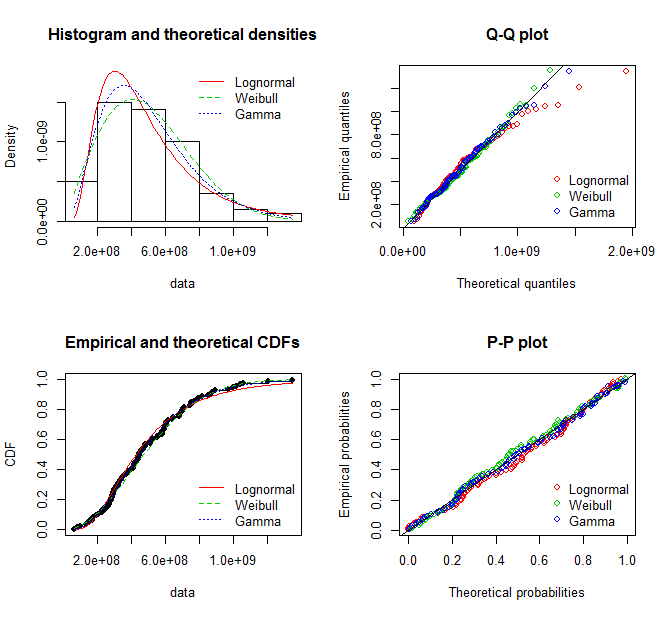 Histogram and theoretical densities
Density
0.0e+00 1.0e+09
Lognormal
Weibull
Gamma
2.0e+08 6.0e+08 1.0e+09
data
Q-Q plot
Empirical quantiles
2.0e+08 8.0e+08
Lognormal
Weibull
Gamma
0.0e+00 1.0e+09 2.0e+09
Theoretical quantiles
Empirical and theoretical CDFs
CDF
0.0 0.2 0.4 0.6 0.8 1.0
Lognormal
Weibull
Gamma
2.0e+08 6.0e+08 1.0e+09
data
P-P plot
Empirical probabilities
0.0 0.2 0.4 0.6 0.8 1.0
Lognormal
Weibull
Gamma
0.0 0.2 0.4 0.6 0.8 1.0
Theoretical probabilities